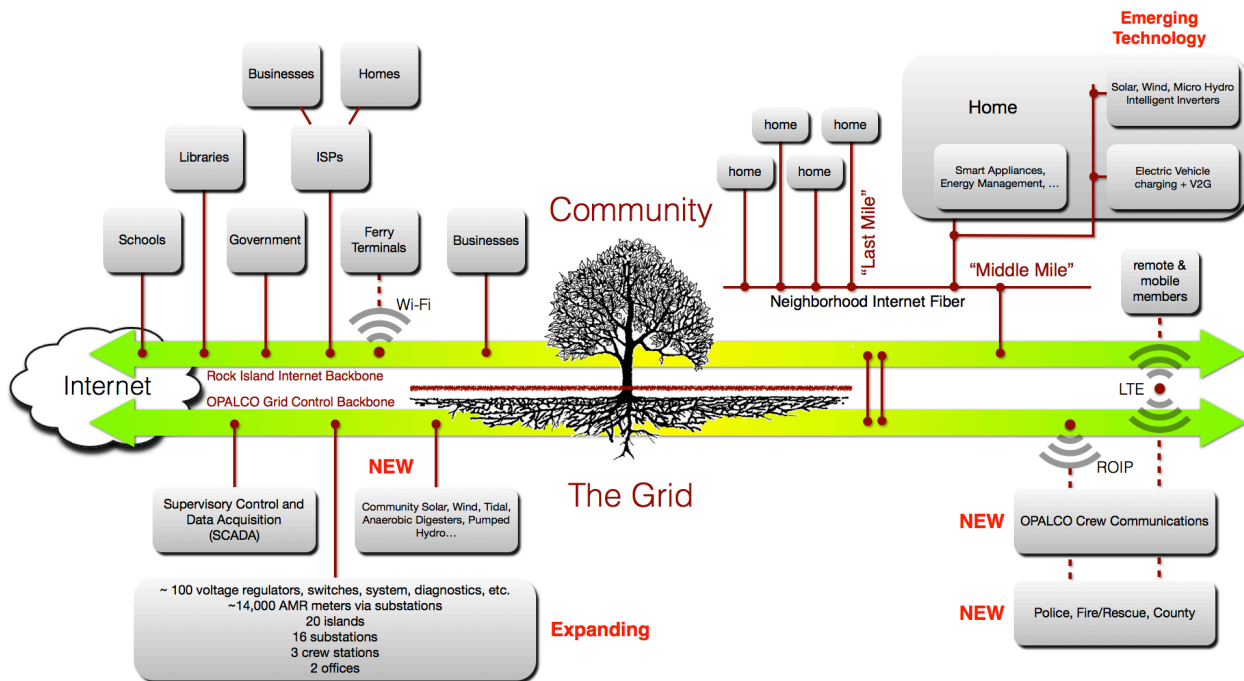 Emerging
Technology
Businesses
Homes
Libraries
ISPs
Schools
Government
Ferry
Terminals
Businesses
Wi-Fi
Community
home
home
home
home
"Last Mile"
Home
Solar, Wind, Micro Hydro
Intelligent Inverters
Smart Appliances,
Energy Management, ...
Electric Vehicle
charging + V2G
"Middle Mile"
Neighborhood Internet Fiber
remote &
mobile
members
Internet
Rock Island Internet Backbone
OPALCO Grid Control Backbone
LTE
ROIP
NEW
The Grid
Supervisory Control and
Data Acquisition
(SCADA)
Community Solar, Wind, Tidal,
Anaerobic Digesters, Pumped
Hydro...
NEW
OPALCO Crew Communications
~ 100 voltage regulators, switches, system, diagnostics, etc.
~14,000 AMR meters via substations
20 islands
16 substations
3 crew stations
2 offices
Expanding
NEW
Police, Fire/Rescue, County